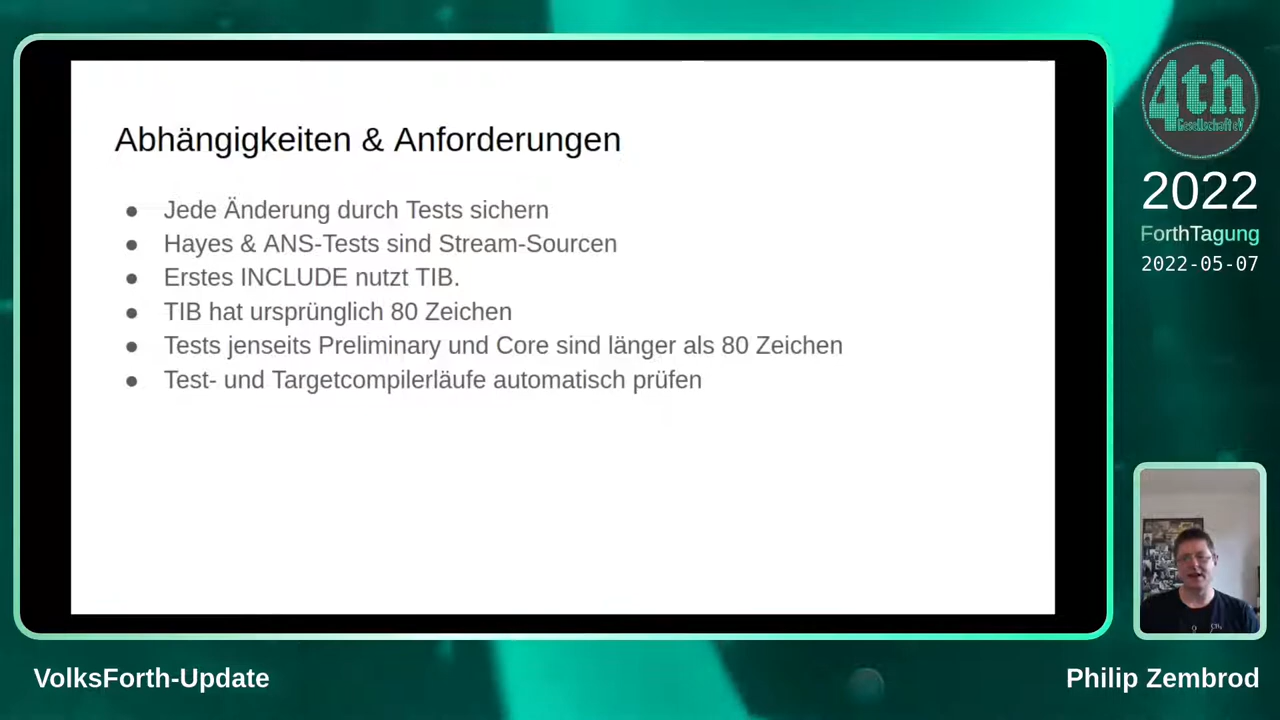 Abhängigkeiten & Anforderungen
● Jede Änderung durch Tests sichern
● Hayes & ANS-Tests sind Stream-Sourcen
● Erstes INCLUDE nutzt TIB.
● TIB hat ursprünglich 80 Zeichen
● Tests jenseits Preliminary und Core sind länger als 80 Zeichen
● Test- und Targetcompilerläufe automatisch prüfen
4th
Gesellschaft eV
2022
ForthTagung
2022-05-07
VolksForth-Update
Philip Zembrod